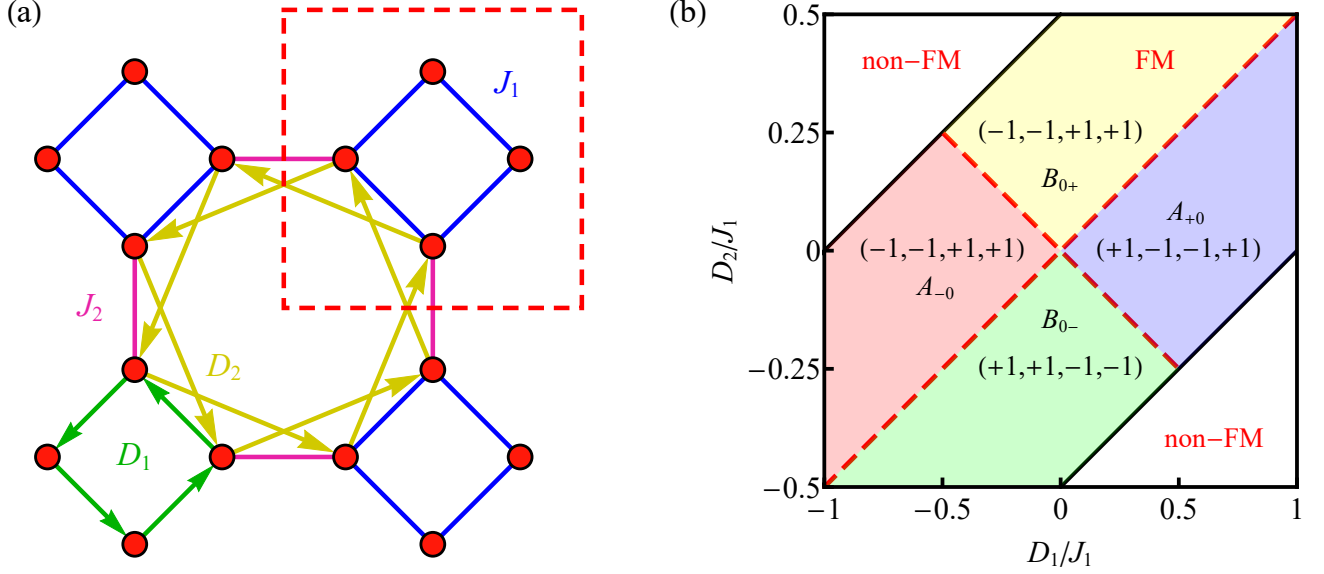 (a)
J₁
J₂
D₂
D₁
(b)
D₂/J₁
0.5
0.25
0
−0.25
−0.5
non−FM
FM
(-1,-1,+1,+1)
B₀₊
A₊₀
(-1,-1,+1,+1)
(+1,-1,-1,+1)
A₋₀
B₀₋
(+1,+1,-1,-1)
non−FM
−1
−0.5
0
0.5
1
D₁/J₁